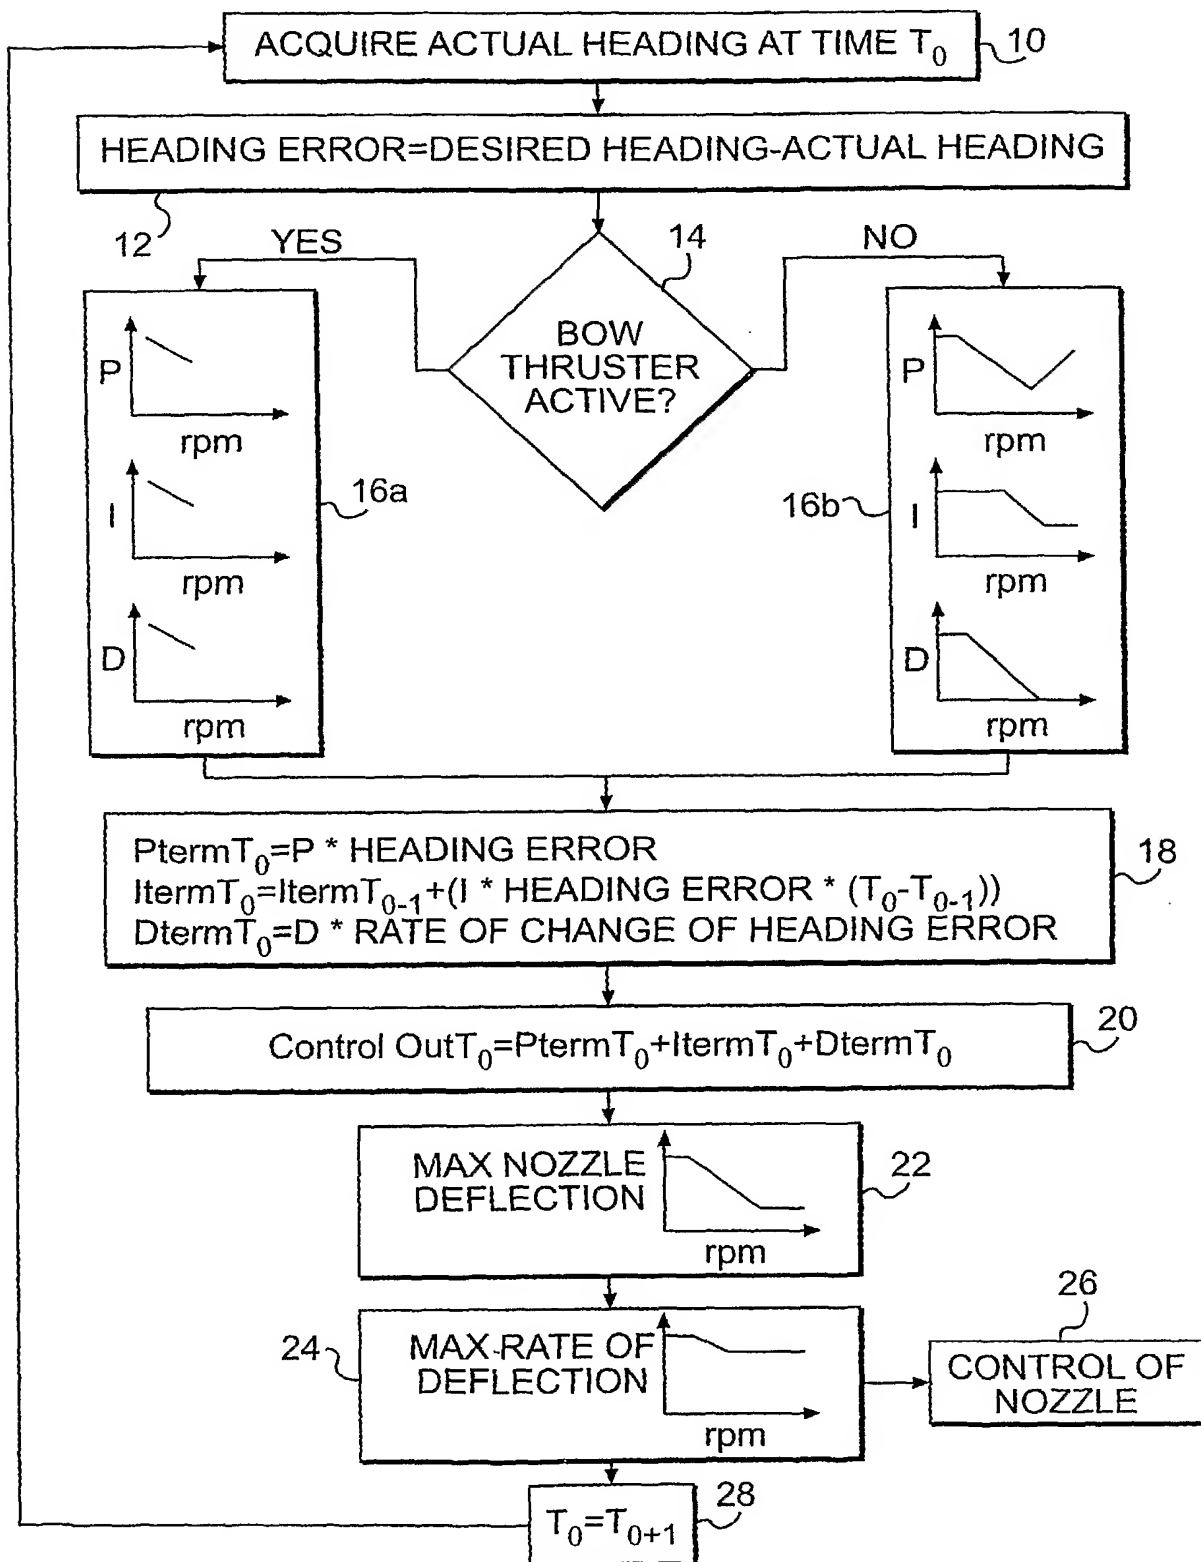 ACQUIRE ACTUAL HEADING AT TIME T0
10
HEADING ERROR=DESIRED HEADING-ACTUAL HEADING
12
YES
14
NO
BOW
THRUSTER
ACTIVE?
P
rpm
I
rpm
D
rpm
16a
P
rpm
I
rpm
D
rpm
16b
PtermT0=P * HEADING ERROR
ItermT0=ItermT0-1+(I * HEADING ERROR * (T0-T0-1))
DtermT0=D * RATE OF CHANGE OF HEADING ERROR
18
Control OutT0=PtermT0+ItermT0+DtermT0
20
MAX NOZZLE
DEFLECTION
rpm
22
MAX RATE OF
DEFLECTION
rpm
24
26
CONTROL OF
NOZZLE
T0=T0+1
28